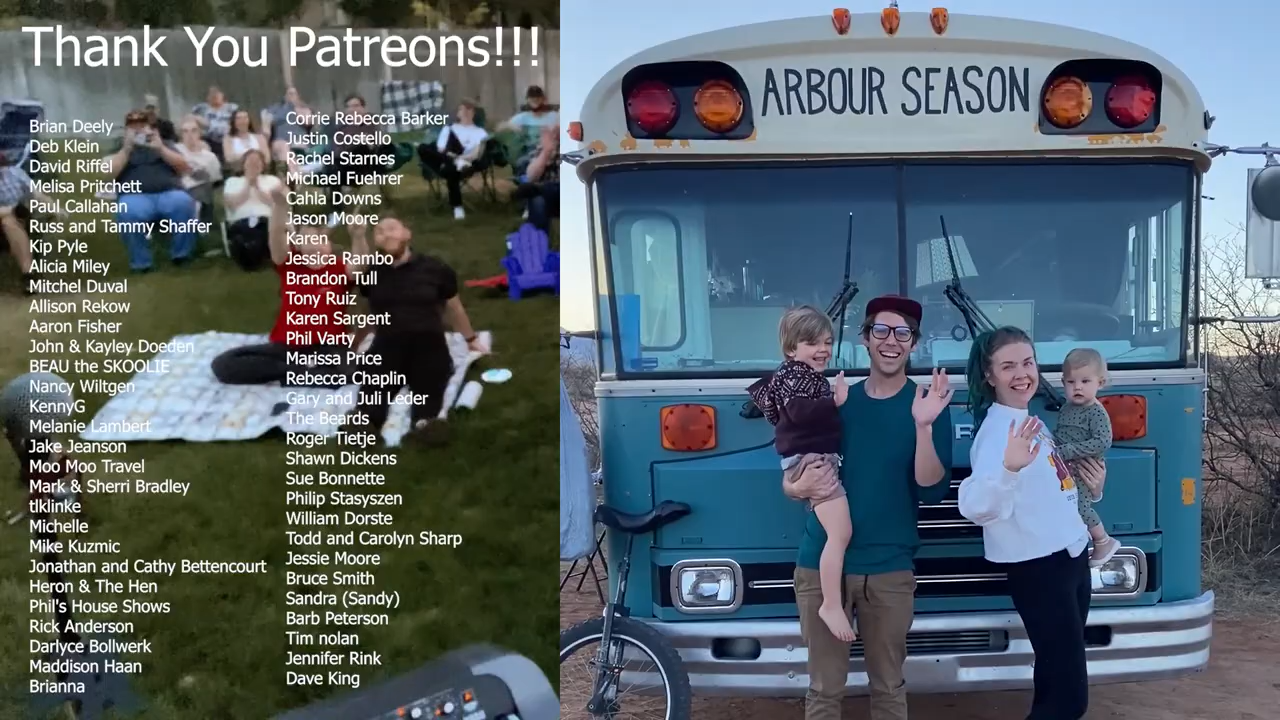 Thank You Patreons!!!
Brian Deely
Deb Klein
David Riffel
Melisa Pritchett
Paul Callahan
Russ and Tammy Shaffer
Kip Pyle
Alicia Miley
Mitchel Duval
Allison Rekow
Aaron Fisher
John & Kayley Doeden
BEAU the SKOOLIE
Nancy Wiltgen
KennyG
Melanie Lambert
Jake Jeanson
Moo Moo Travel
Mark & Sherri Bradley
tlklinke
Michelle
Mike Kuzmic
Jonathan and Cathy Bettencourt
Heron & The Hen
Phil's House Shows
Rick Anderson
Darlyce Bollwerk
Maddison Haan
Brianna
Corrie Rebecca Barker
Justin Costello
Rachel Starnes
Michael Fuehrer
Cahla Downs
Jason Moore
Karen
Jessica Rambo
Brandon Tull
Tony Ruiz
Karen Sargent
Phil Varty
Marissa Price
Rebecca Chaplin
Gary and Juli Leder
The Beards
Roger Tietje
Shawn Dickens
Sue Bonnette
Philip Stasyszen
William Dorste
Todd and Carolyn Sharp
Jessie Moore
Bruce Smith
Sandra (Sandy)
Barb Peterson
Tim nolan
Jennifer Rink
Dave King
ARBOUR SEASON